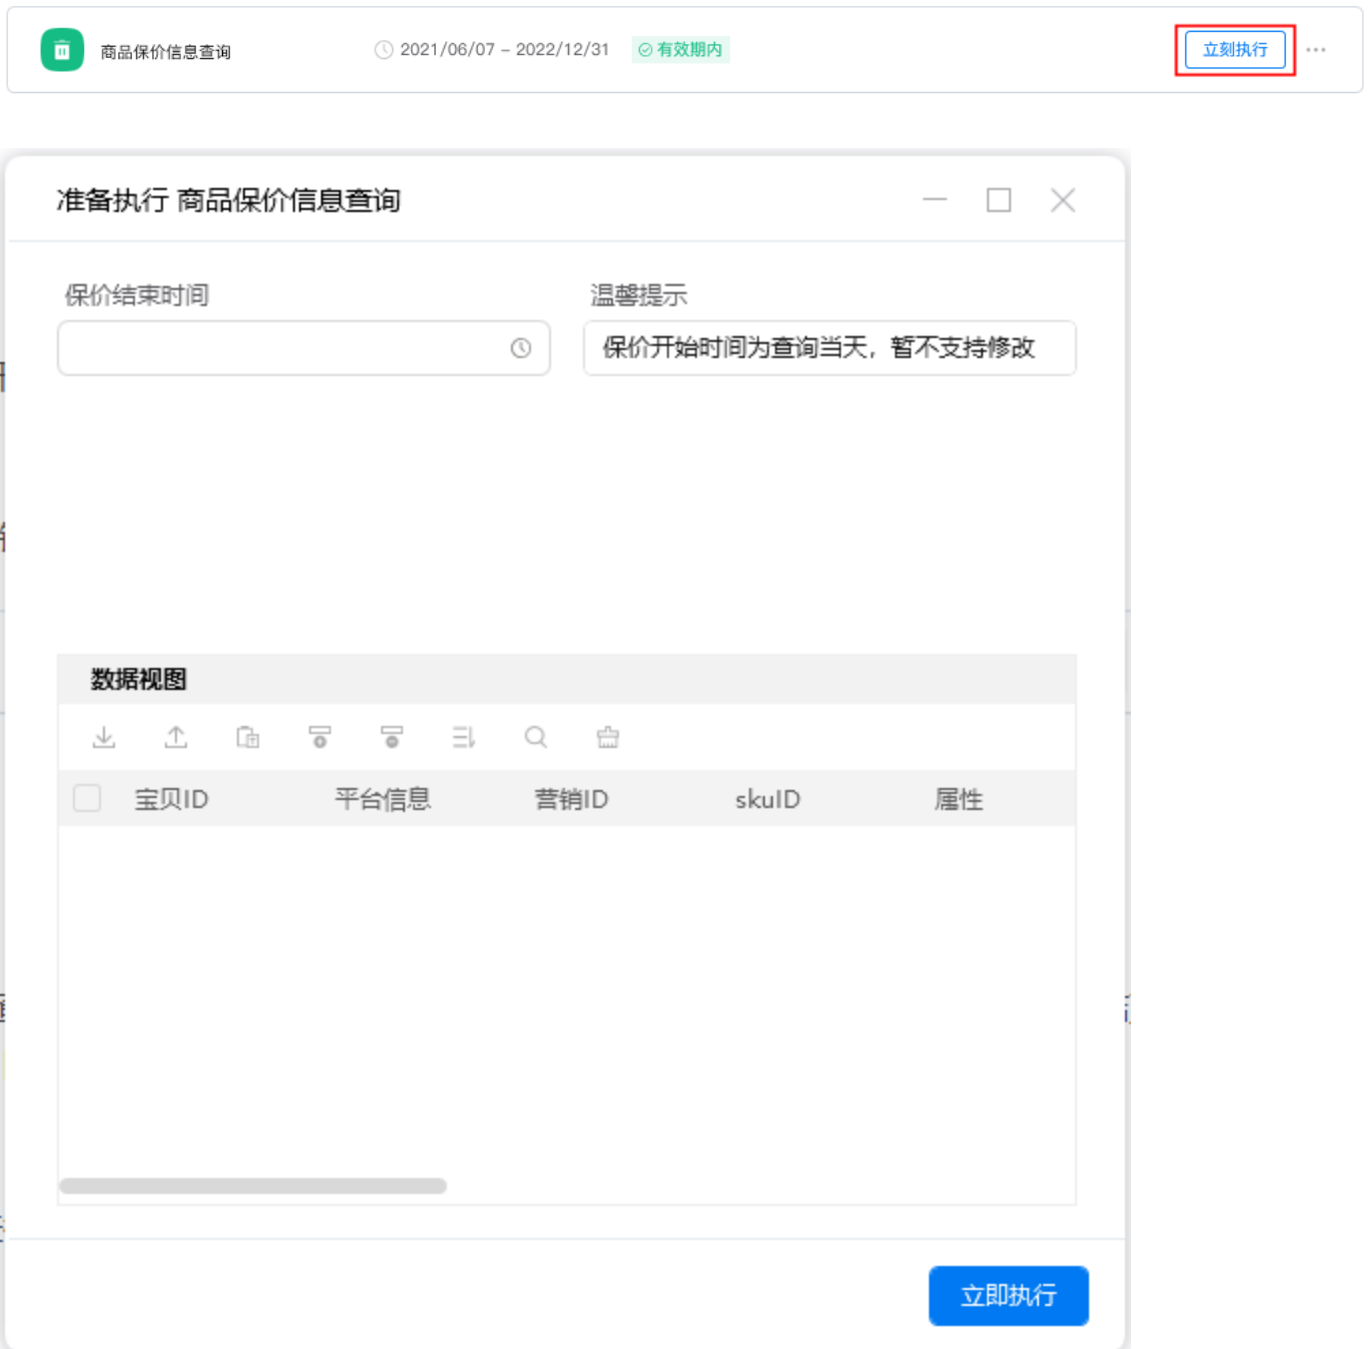 商品保价信息查询 2021/06/07 – 2022/12/31 有效期内 立刻执行
准备执行 商品保价信息查询
保价结束时间 温馨提示
保价开始时间为查询当天，暂不支持修改
数据视图
宝贝ID 平台信息 营销ID skuID 属性
立即执行